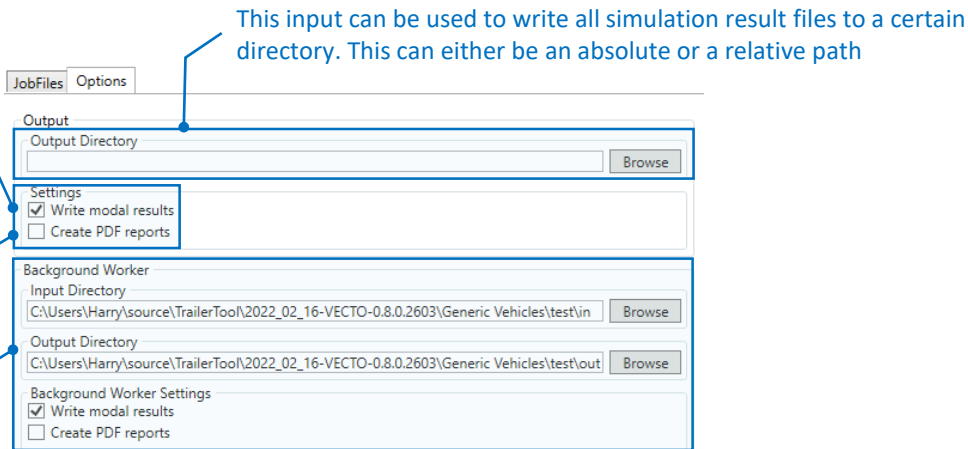 This input can be used to write all simulation result files to a certain
directory. This can either be an absolute or a relative path
JobFiles Options
Output
Output Directory
Browse
Settings
Write modal results
Create PDF reports
Background Worker
Input Directory
C:\Users\Harry\source\TrailerTool\2022_02_16-VECTO-0.8.0.2603\Generic Vehicles\test\in Browse
Output Directory
C:\Users\Harry\source\TrailerTool\2022_02_16-VECTO-0.8.0.2603\Generic Vehicles\test\out Browse
Background Worker Settings
Write modal results
Create PDF reports